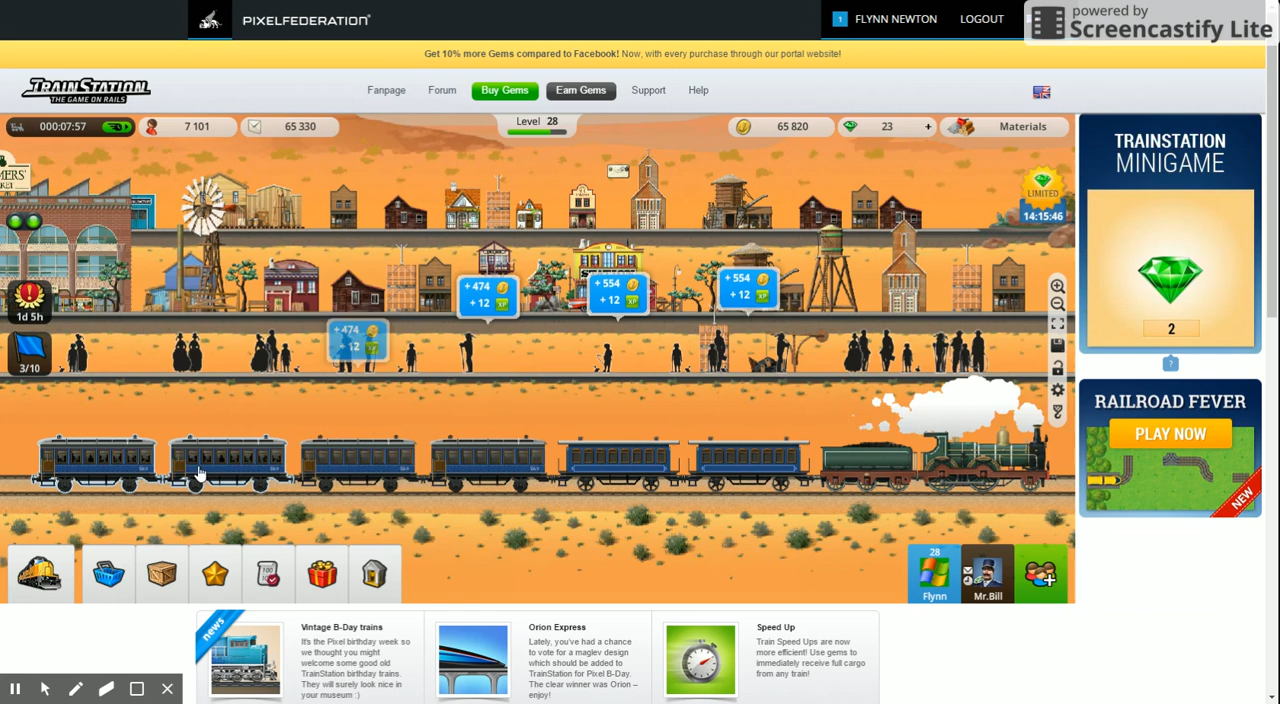 PIXELFEDERATION®
1 FLYNN NEWTON LOGOUT
powered by
Screencastify Lite
Get 10% more Gems compared to Facebook! Now, with every purchase through our portal website!
TRAINSTATION
THE GAME ON RAILS
Fanpage Forum Buy Gems Earn Gems Support Help
000:07:57 7 101 65 330 Level 28 65 820 23 + Materials
LIMITED
14:15:46
+ 474
+ 12 XP
+ 554
+ 12 XP
+ 554
+ 12 XP
+ 474
+ 12 XP
1d 5h
3/10
TRAINSTATION
MINIGAME
2
?
RAILROAD FEVER
PLAY NOW
NEW
28
Flynn
Mr.Bill
news
Vintage B-Day trains
It's the Pixel birthday week so
we thought you might
welcome some good old
TrainStation birthday trains.
They will surely look nice in
your museum :)
Orion Express
Lately, you've had a chance
to vote for a maglev design
which should be added to
TrainStation for Pixel B-Day.
The clear winner was Orion –
enjoy!
Speed Up
Train Speed Ups are now
more efficient! Use gems to
immediately receive full cargo
from any train!